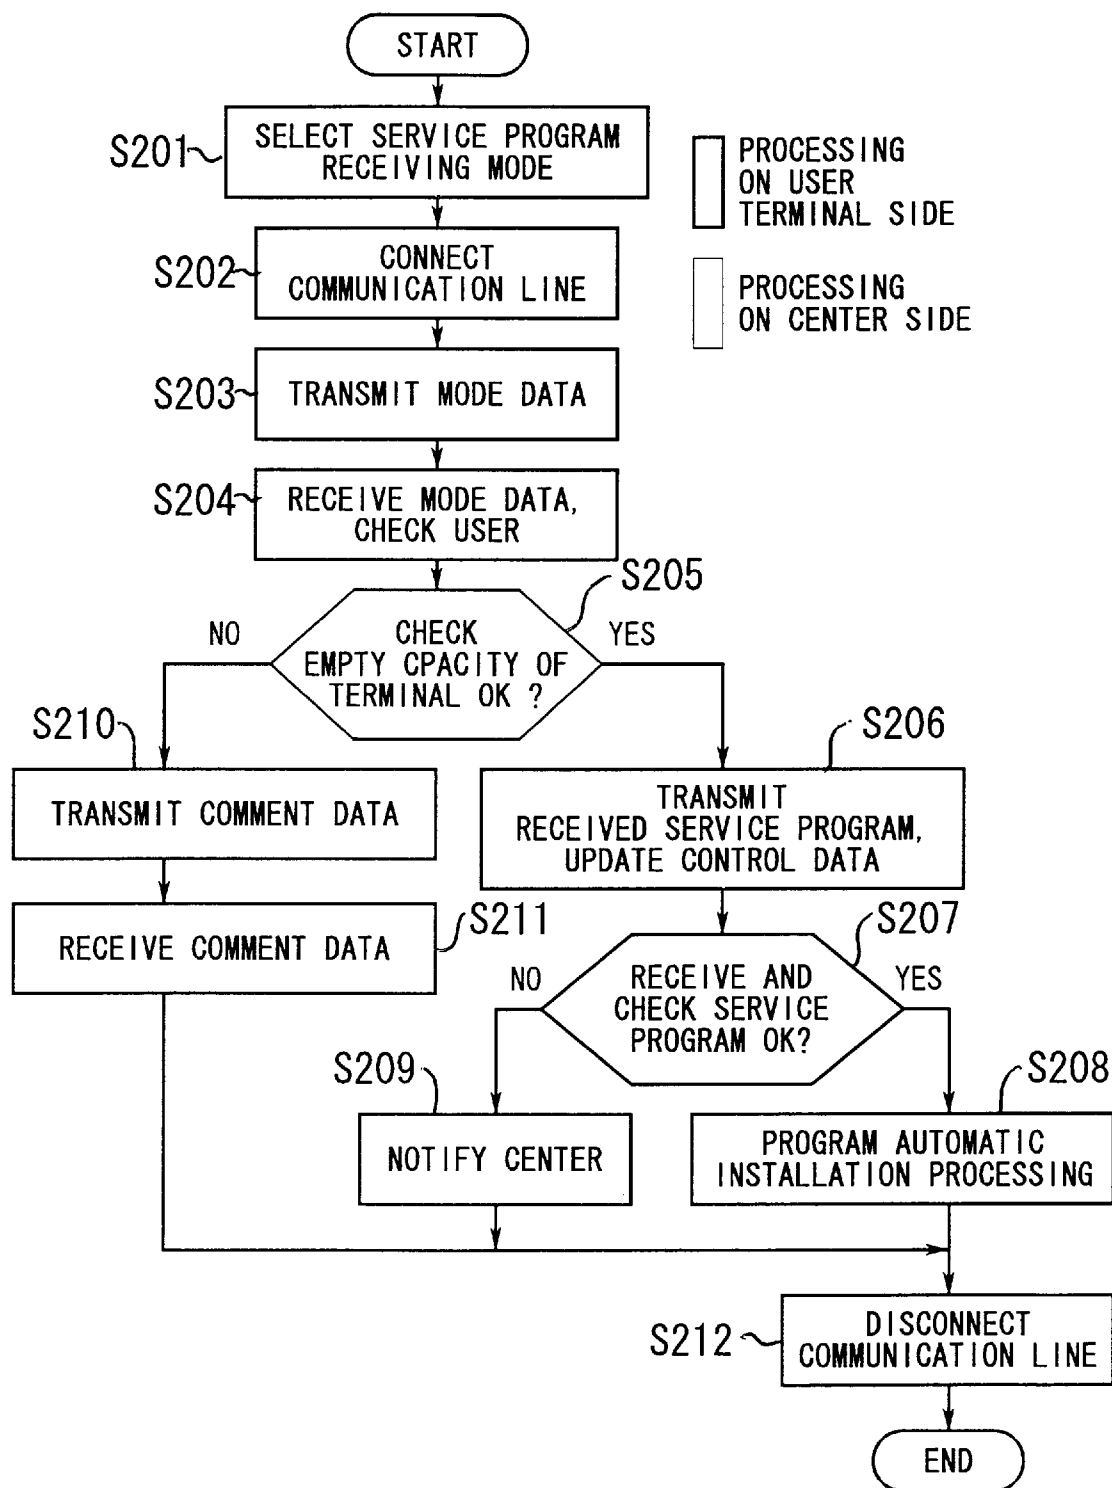 START
S201
SELECT SERVICE PROGRAM
RECEIVING MODE
PROCESSING
ON USER
TERMINAL SIDE
S202
CONNECT
COMMUNICATION LINE
PROCESSING
ON CENTER SIDE
S203
TRANSMIT MODE DATA
S204
RECEIVE MODE DATA,
CHECK USER
S205
NO
CHECK
EMPTY CPACITY OF
TERMINAL OK ?
YES
S210
TRANSMIT COMMENT DATA
S206
TRANSMIT
RECEIVED SERVICE PROGRAM,
UPDATE CONTROL DATA
S211
RECEIVE COMMENT DATA
S207
NO
RECEIVE AND
CHECK SERVICE
PROGRAM OK?
YES
S209
NOTIFY CENTER
S208
PROGRAM AUTOMATIC
INSTALLATION PROCESSING
S212
DISCONNECT
COMMUNICATION LINE
END